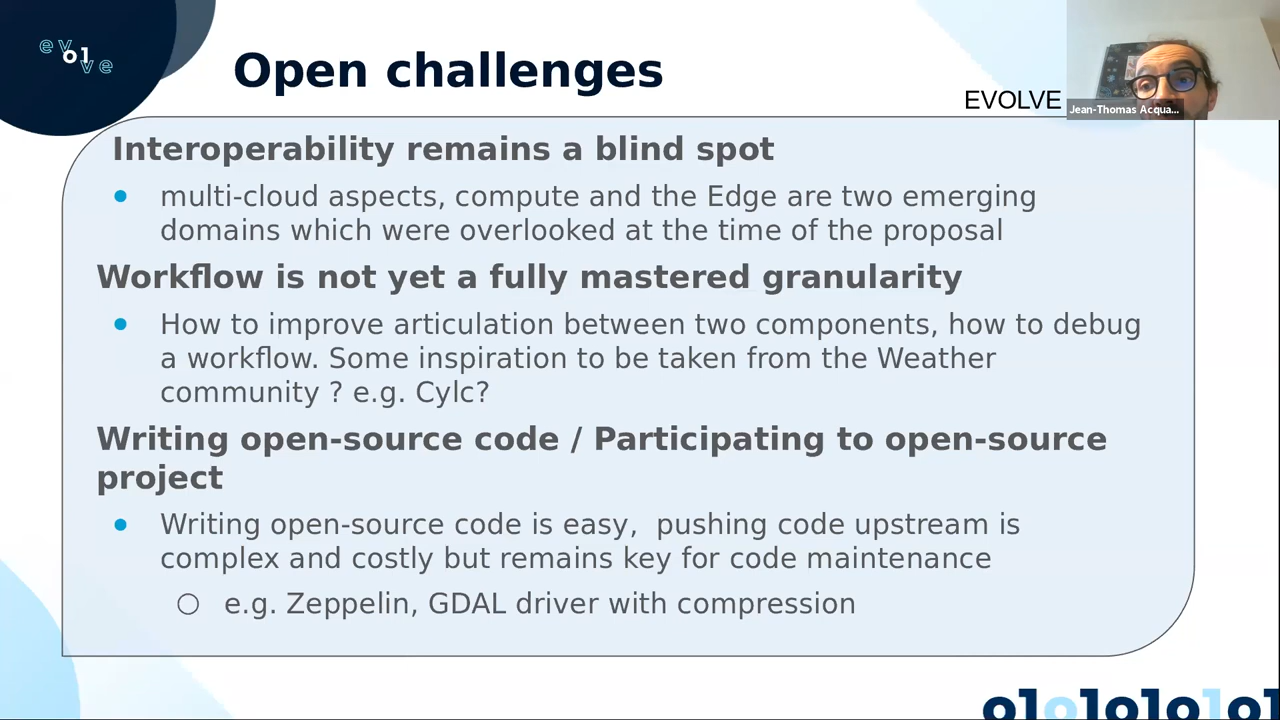 ev
ol
ve
Open challenges
EVOLVE
Jean-Thomas Acqua...
Interoperability remains a blind spot
• multi-cloud aspects, compute and the Edge are two emerging
domains which were overlooked at the time of the proposal
Workflow is not yet a fully mastered granularity
• How to improve articulation between two components, how to debug
a workflow. Some inspiration to be taken from the Weather
community ? e.g. Cylc?
Writing open-source code / Participating to open-source
project
• Writing open-source code is easy,  pushing code upstream is
complex and costly but remains key for code maintenance
○ e.g. Zeppelin, GDAL driver with compression
olololololol